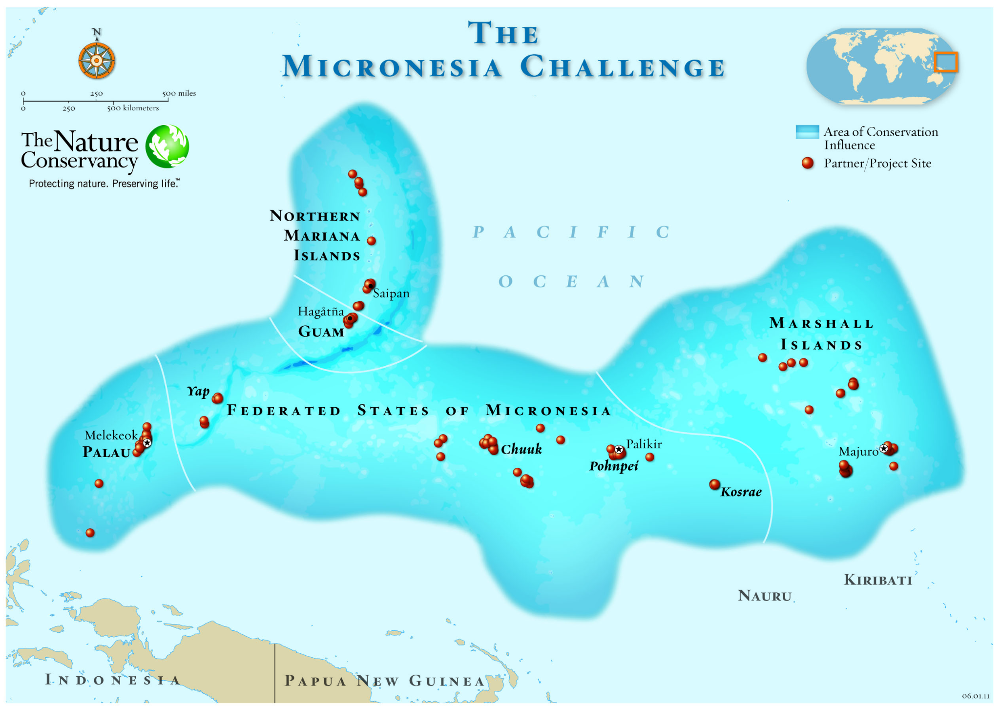 The
Micronesia Challenge
N
0 250 500 miles
0 250 500 kilometers
The Nature
Conservancy
Protecting nature. Preserving life.™
Area of Conservation
Influence
Partner/Project Site
Northern
Mariana
Islands
Pacific
Ocean
Saipan
Hagåtña
Guam
Marshall
Islands
Yap
Federated States of Micronesia
Melekeok
Palau
Chuuk
Palikir
Pohnpei
Majuro
Kosrae
Kiribati
Nauru
Indonesia
Papua New Guinea
06.01.11